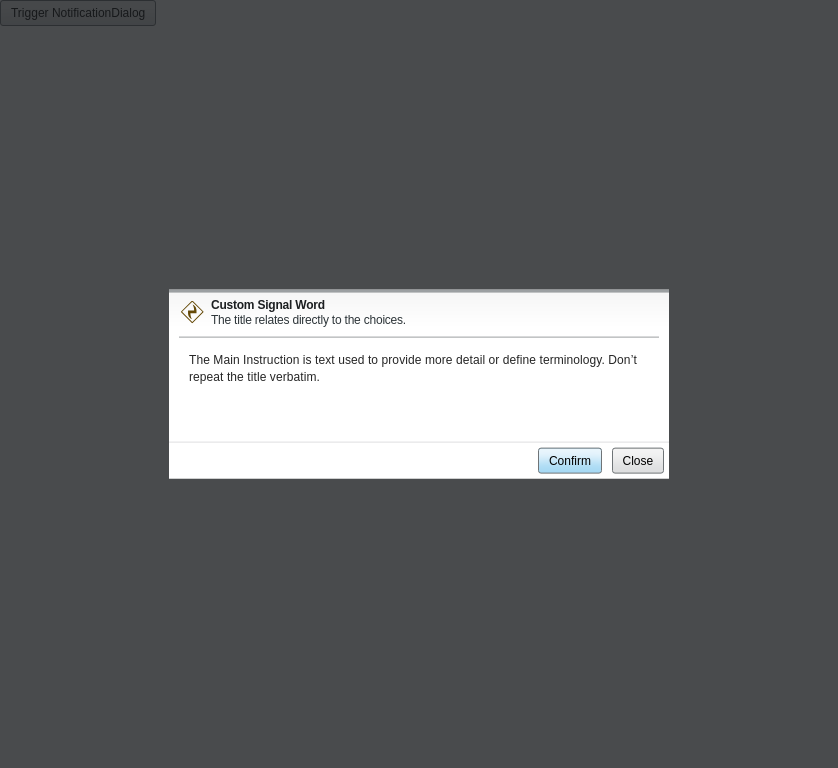 Trigger NotificationDialog
Custom Signal Word
The title relates directly to the choices.
The Main Instruction is text used to provide more detail or define terminology. Don’t
repeat the title verbatim.
Confirm
Close